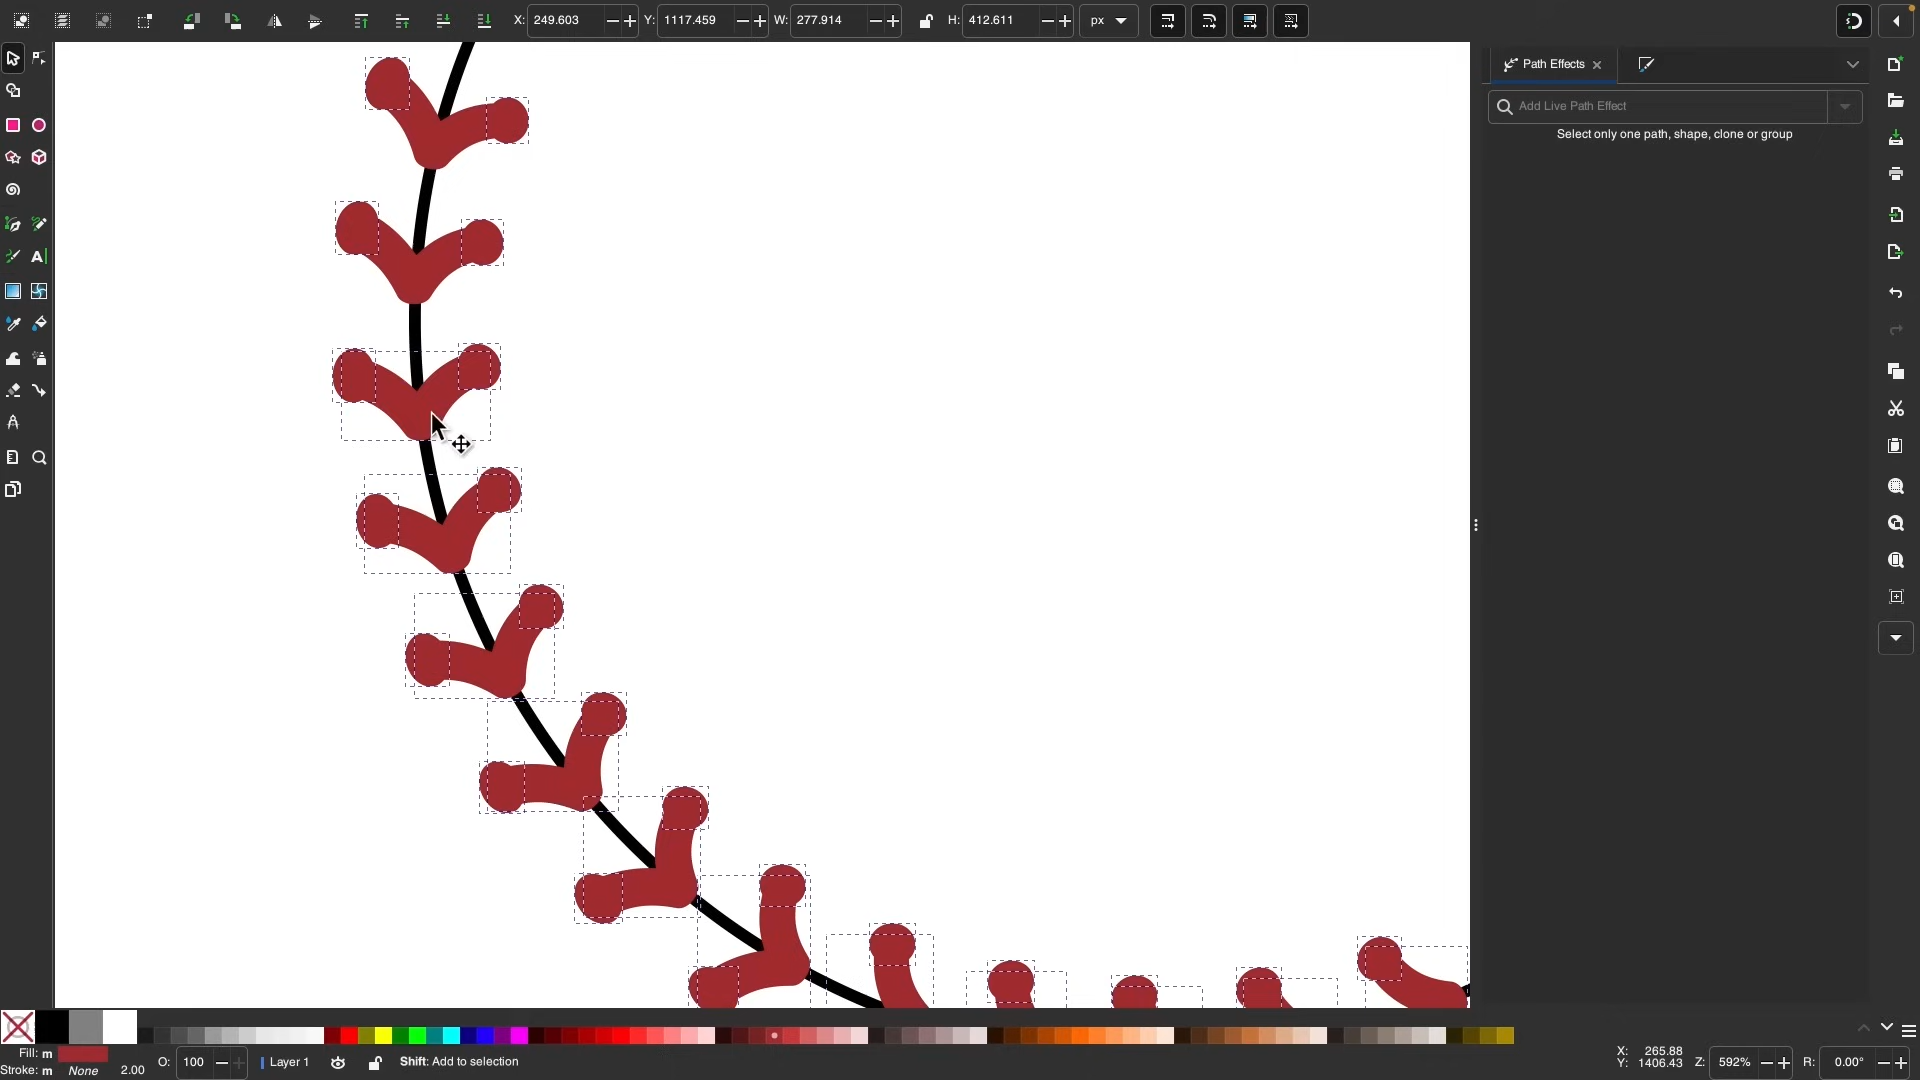 X: 249.603 Y: 1117.459 W: 277.914 H: 412.611 px
Path Effects
Add Live Path Effect
Select only one path, shape, clone or group
Fill: m
Stroke: m None 2.00
O: 100
Layer 1
Shift: Add to selection
X: 265.88
Y: 1406.43
Z: 592%
R: 0.00°